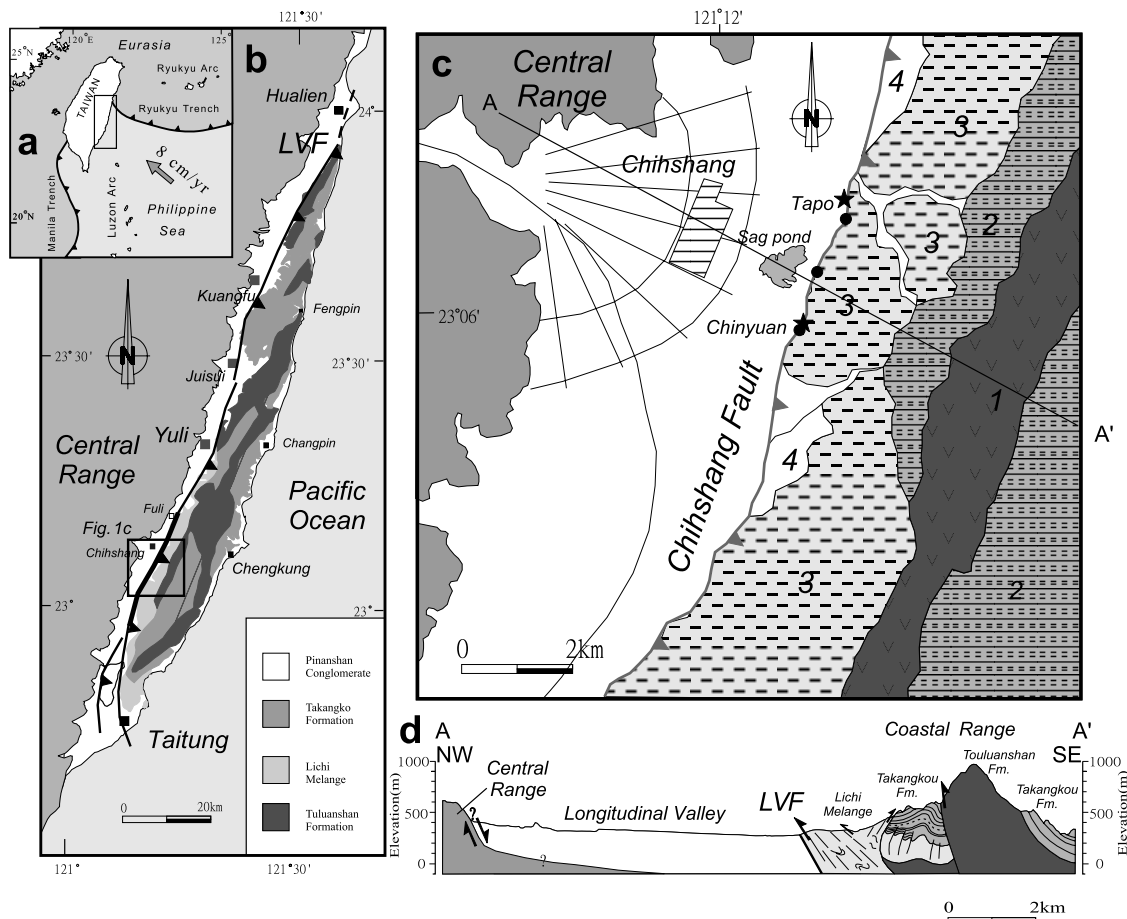 121°30'
120°E
125
Eurasia
25°N
Ryukyu Arc
TAIWAN
Ryukyu Trench
a
8 cm/yr
Manila Trench
Luzon Arc
Philippine
Sea
20°N
b
Hualien
24°
LVF
Kuangfu
Fengpin
N
23°30'
23°30'
Juisui
Yuli
Changpin
Central
Range
Pacific
Ocean
Fuli
Fig. 1c
Chihshang
Chengkung
23°
23°
Pinanshan
Conglomerate
Takangko
Formation
Lichi
Melange
Tuluanshan
Formation
Taitung
0
20km
121°
121°30'
121°12'
c
Central
Range
A
4
N
3
Chihshang
Tapo
2
3
Sag pond
3
23°06'
Chinyuan
1
A'
Chihshang Fault
4
3
2
0
2km
d
A
NW
Coastal Range
A'
SE
1000
500
0
Elevation(m)
Central
Range
?
Longitudinal Valley
?
LVF
Lichi
Melange
Takangkou
Fm.
Touluanshan
Fm.
Takangkou
Fm.
1000
500
0
Elevation(m)
0
2km